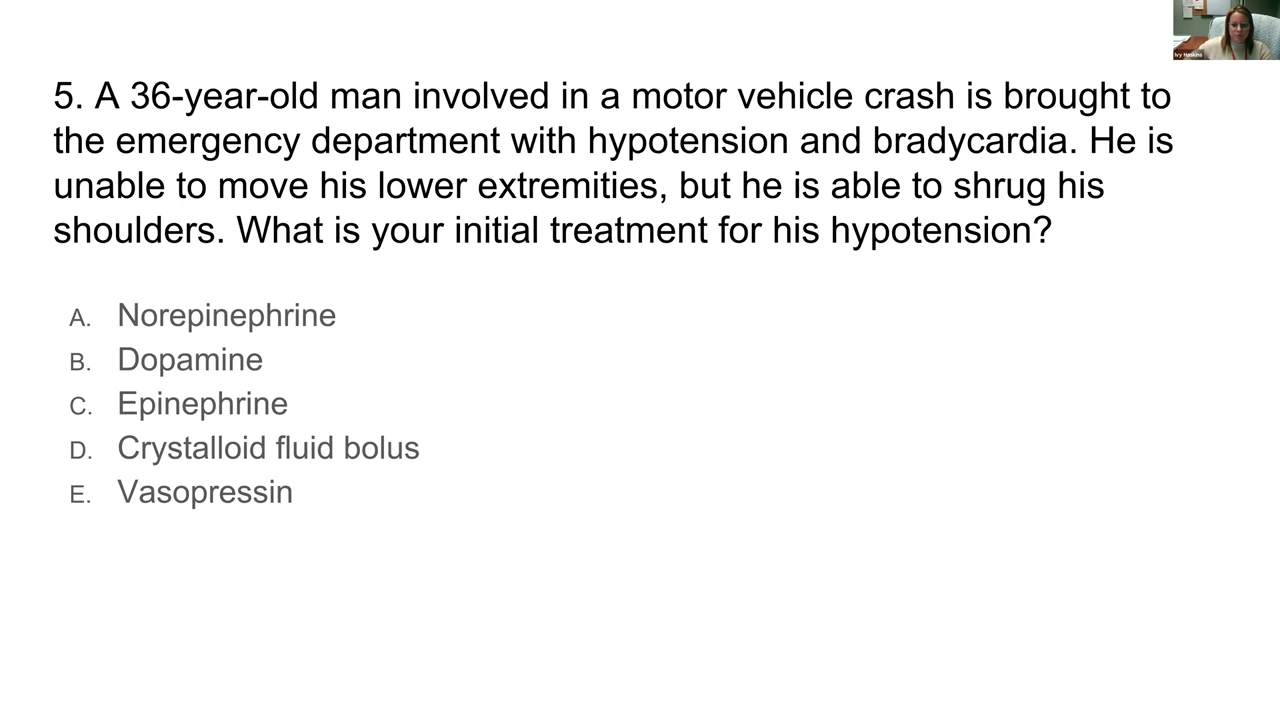 Ivy Haskins
5. A 36-year-old man involved in a motor vehicle crash is brought to
the emergency department with hypotension and bradycardia. He is
unable to move his lower extremities, but he is able to shrug his
shoulders. What is your initial treatment for his hypotension?
A. Norepinephrine
B. Dopamine
C. Epinephrine
D. Crystalloid fluid bolus
E. Vasopressin